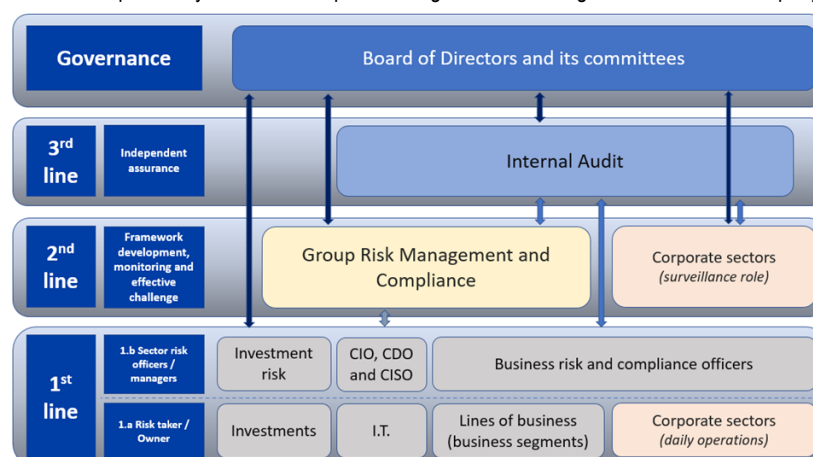 Governance
Board of Directors and its committees
3rd
line
Independent
assurance
Internal Audit
2nd
line
Framework
development,
monitoring and
effective
challenge
Group Risk Management and
Compliance
Corporate sectors
(surveillance role)
1st
line
1.b Sector risk
officers /
managers
Investment
risk
CIO, CDO
and CISO
Business risk and compliance officers
1.a Risk taker /
Owner
Investments
I.T.
Lines of business
(business segments)
Corporate sectors
(daily operations)